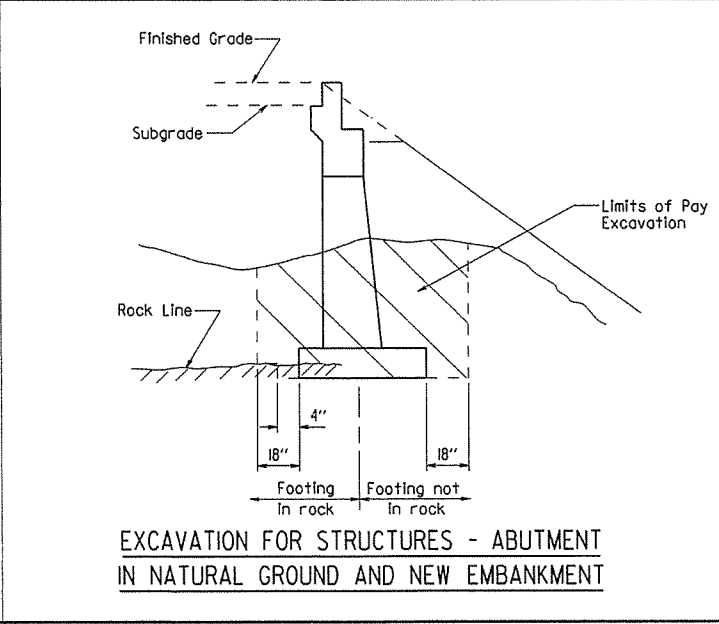 Finished Grade
Subgrade
Limits of Pay
Excavation
Rock Line
4"
18"
18"
Footing
in rock
Footing not
in rock
EXCAVATION FOR STRUCTURES - ABUTMENT
IN NATURAL GROUND AND NEW EMBANKMENT